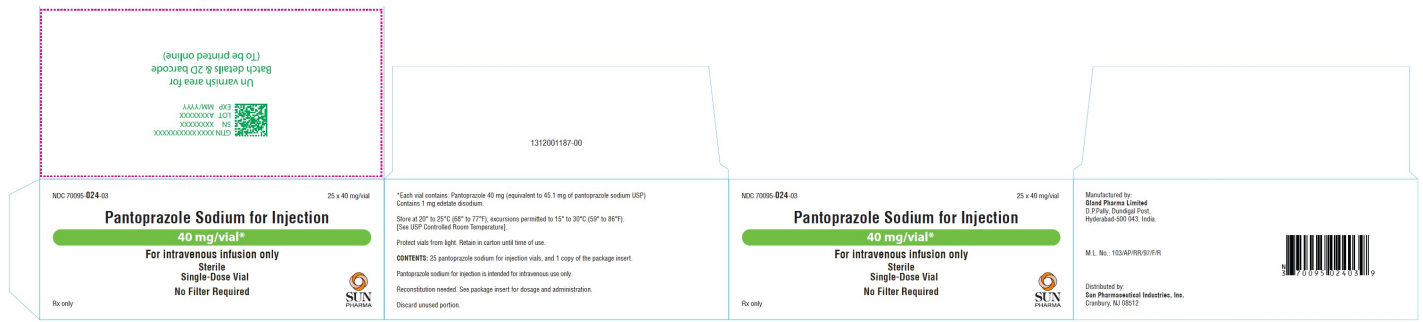 Un varnish area for
Batch details & 2D barcode
(To be printed online)
GTIN XXXXXXXXXXXXXX
SN XXXXXXXX
LOT AXXXXXXX
EXP MM/YYYY
1312001187-00
NDC 70095-024-03
25 x 40 mg/vial
Pantoprazole Sodium for Injection
40 mg/vial*
For intravenous infusion only
Sterile
Single-Dose Vial
No Filter Required
Rx only
SUN
PHARMA
*Each vial contains: Pantoprazole 40 mg (equivalent to 45.1 mg of pantoprazole sodium USP)
Contains 1 mg edetate disodium.
Store at 20° to 25°C (68° to 77°F); excursions permitted to 15° to 30°C (59° to 86°F).
[See USP Controlled Room Temperature].
Protect vials from light. Retain in carton until time of use.
CONTENTS: 25 pantoprazole sodium for injection vials, and 1 copy of the package insert.
Pantoprazole sodium for injection is intended for intravenous use only.
Reconstitution needed. See package insert for dosage and administration.
Discard unused portion.
NDC 70095-024-03
25 x 40 mg/vial
Pantoprazole Sodium for Injection
40 mg/vial*
For intravenous infusion only
Sterile
Single-Dose Vial
No Filter Required
Rx only
SUN
PHARMA
Manufactured by:
Gland Pharma Limited
D.P.Pally, Dundigal Post,
Hyderabad-500 043, India.
M.L. No.: 103/AP/RR/97/F/R
Distributed by:
Sun Pharmaceutical Industries, Inc.
Cranbury, NJ 08512
N
3 70095 02403 9